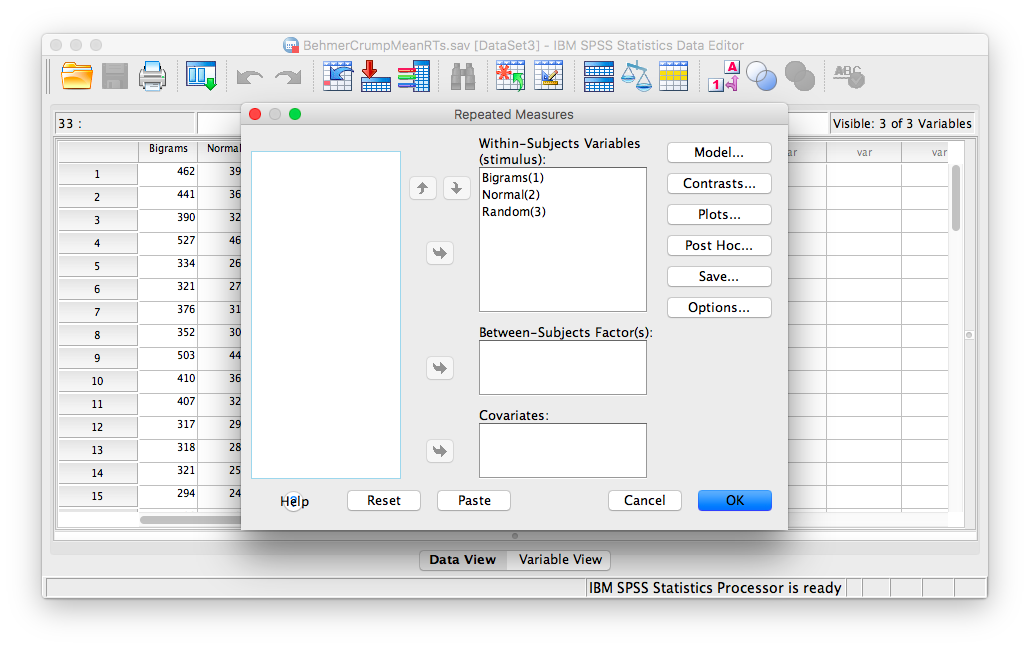 BehmerCrumpMeanRTs.sav [DataSet3] - IBM SPSS Statistics Data Editor
A
1
ABC
33 :
Visible: 3 of 3 Variables
Repeated Measures
Bigrams
Normal
var
var
1 462 39
2 441 36
3 390 32
4 527 46
5 334 26
6 321 27
7 376 31
8 352 30
9 503 44
10 410 36
11 407 32
12 317 29
13 318 28
14 321 25
15 294 24
Within-Subjects Variables
(stimulus):
Bigrams(1)
Normal(2)
Random(3)
Between-Subjects Factor(s):
Covariates:
Model...
Contrasts...
Plots...
Post Hoc...
Save...
Options...
Help
Reset
Paste
Cancel
OK
Data View
Variable View
IBM SPSS Statistics Processor is ready